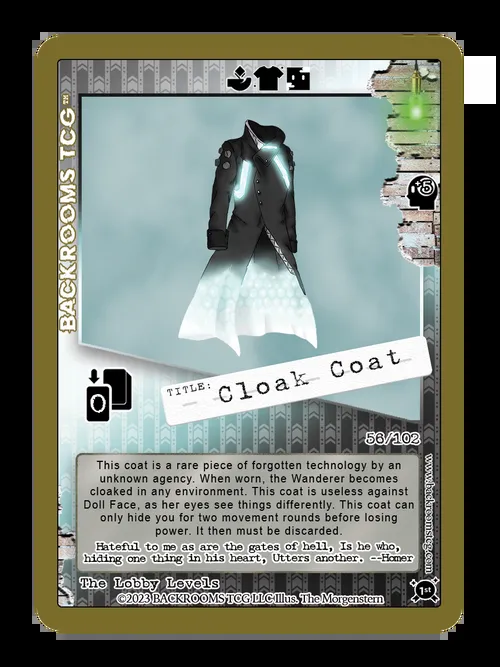 BACKROOMS TCG™
+5
TITLE: Cloak Coat
0
58/102
This coat is a rare piece of forgotten technology by an
unknown agency. When worn, the Wanderer becomes
cloaked in any environment. This coat is useless against
Doll Face, as her eyes see things differently. This coat can
only hide you for two movement rounds before losing
power. It then must be discarded.
Hateful to me as are the gates of hell, Is he who,
hiding one thing in his heart, Utters another. --Homer
www.backroomstcg.com
The Lobby Levels
©2023 BACKROOMS TCG LLC Illus. The Morgenstern
1st